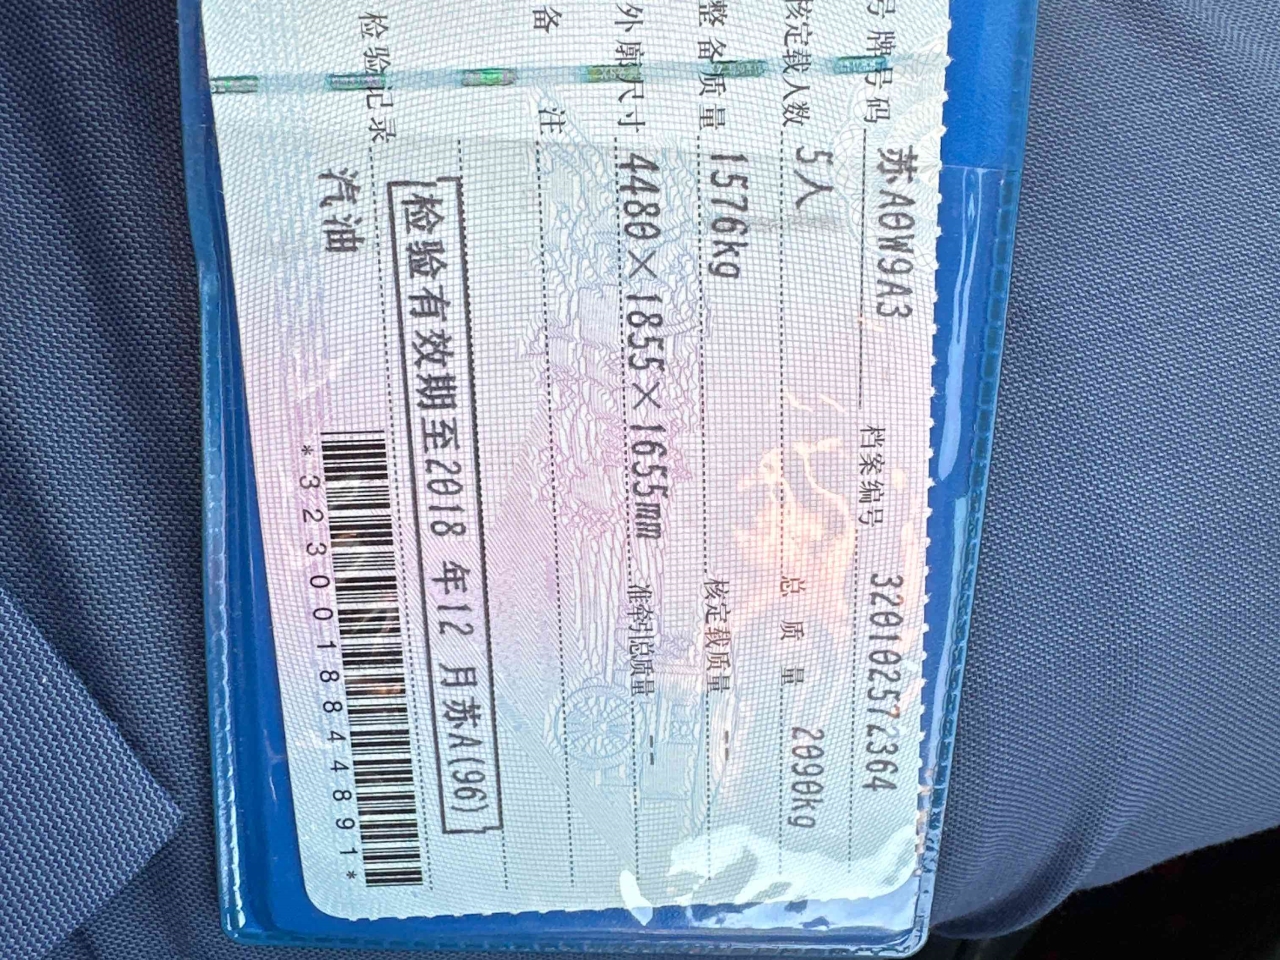 号牌号码 苏A0W9A3 档案编号 320102572364
核定载人数 5人 总质量 2090kg
整备质量 1576kg 核定载质量 --
外廓尺寸 4480×1855×1655mm 准牵引总质量 --
备注
检验有效期至2018 年12 月苏A(96)
检验记录
汽油
*3230018844891*